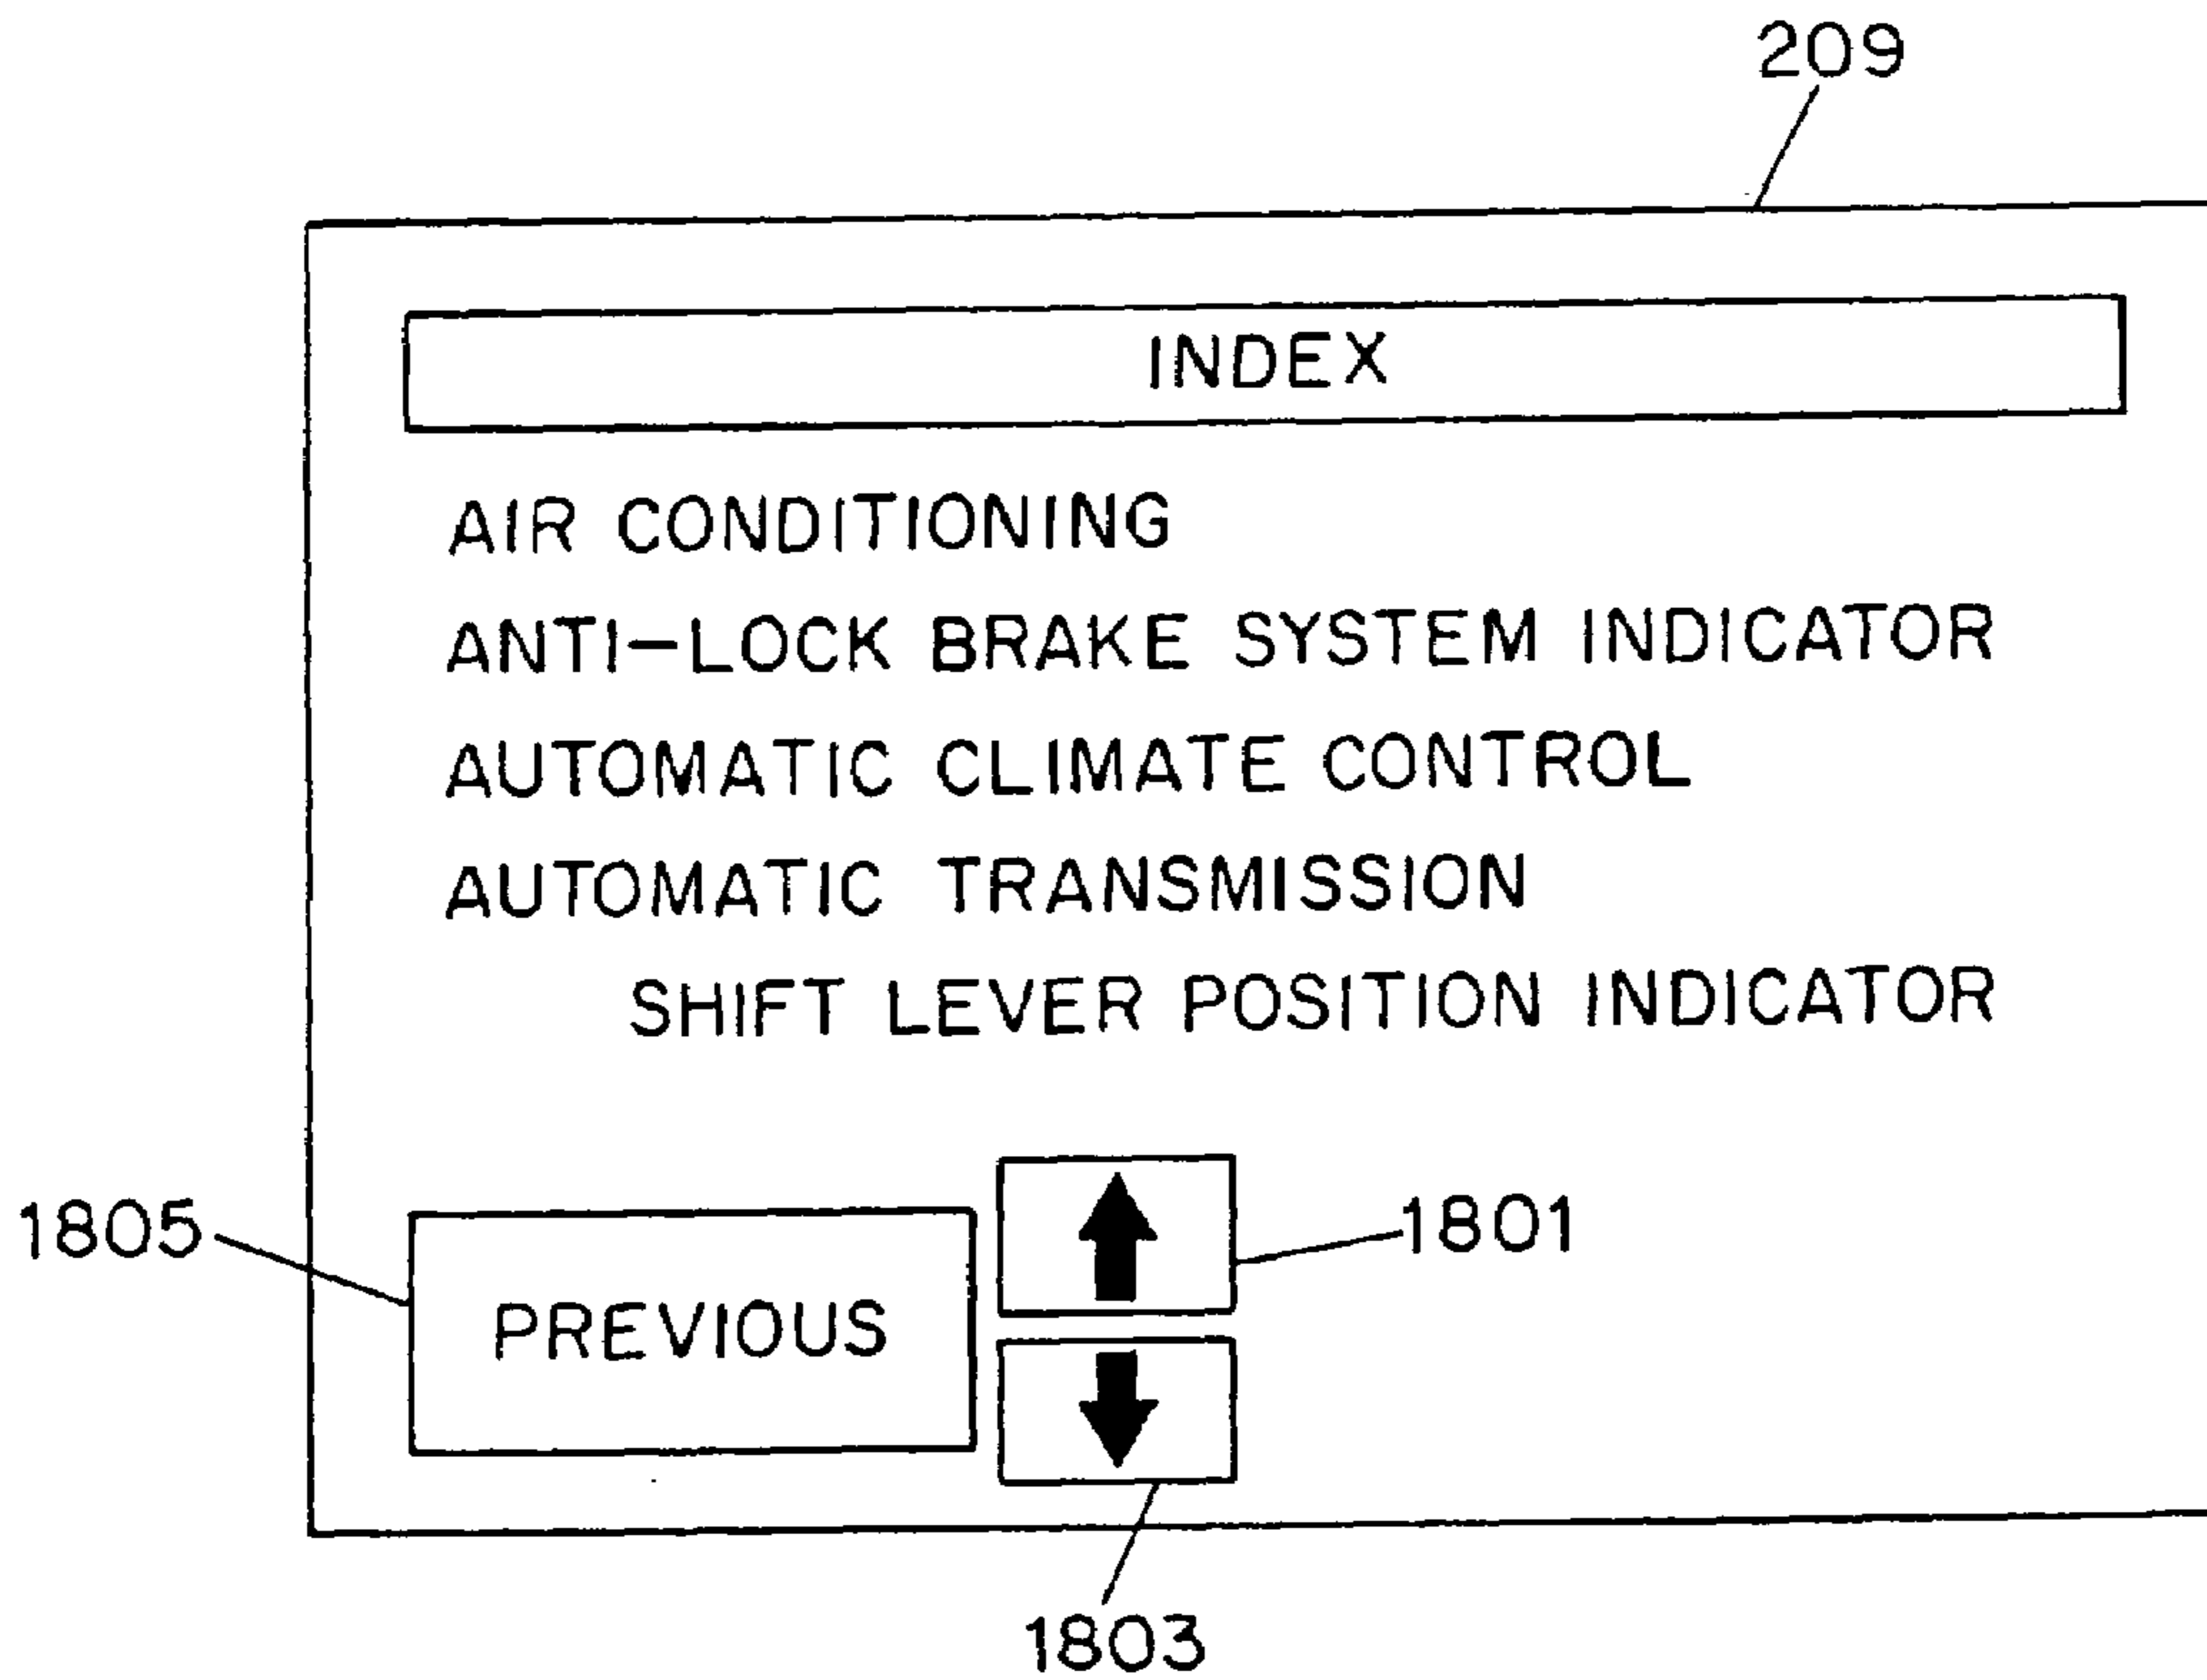 209
INDEX
AIR CONDITIONING
ANTI-LOCK BRAKE SYSTEM INDICATOR
AUTOMATIC CLIMATE CONTROL
AUTOMATIC TRANSMISSION
SHIFT LEVER POSITION INDICATOR
1805
1801
PREVIOUS
1803